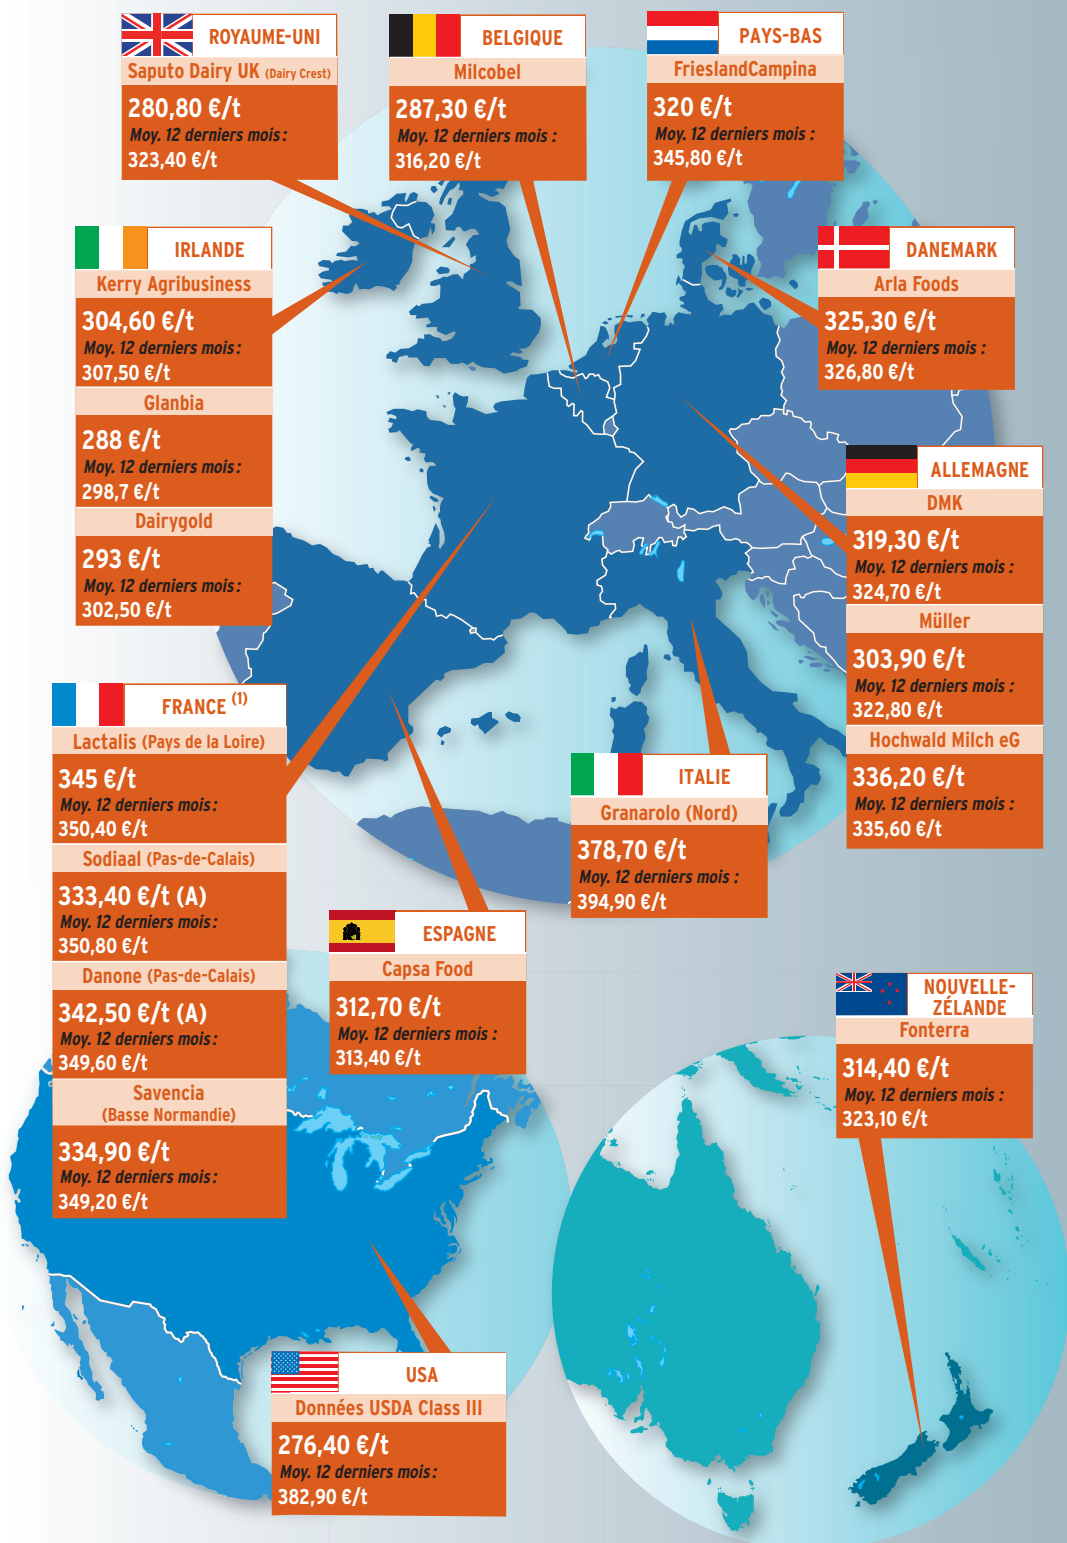 ROYAUME-UNI
Saputo Dairy UK (Dairy Crest)
280,80 €/t
Moy. 12 derniers mois :
323,40 €/t
BELGIQUE
Milcobel
287,30 €/t
Moy. 12 derniers mois :
316,20 €/t
PAYS-BAS
FrieslandCampina
320 €/t
Moy. 12 derniers mois :
345,80 €/t
IRLANDE
Kerry Agribusiness
304,60 €/t
Moy. 12 derniers mois :
307,50 €/t
Glanbia
288 €/t
Moy. 12 derniers mois :
298,7 €/t
Dairygold
293 €/t
Moy. 12 derniers mois :
302,50 €/t
DANEMARK
Arla Foods
325,30 €/t
Moy. 12 derniers mois :
326,80 €/t
ALLEMAGNE
DMK
319,30 €/t
Moy. 12 derniers mois :
324,70 €/t
Müller
303,90 €/t
Moy. 12 derniers mois :
322,80 €/t
Hochwald Milch eG
336,20 €/t
Moy. 12 derniers mois :
335,60 €/t
FRANCE (1)
Lactalis (Pays de la Loire)
345 €/t
Moy. 12 derniers mois :
350,40 €/t
Sodiaal (Pas-de-Calais)
333,40 €/t (A)
Moy. 12 derniers mois :
350,80 €/t
Danone (Pas-de-Calais)
342,50 €/t (A)
Moy. 12 derniers mois :
349,60 €/t
Savencia
(Basse Normandie)
334,90 €/t
Moy. 12 derniers mois :
349,20 €/t
ITALIE
Granarolo (Nord)
378,70 €/t
Moy. 12 derniers mois :
394,90 €/t
ESPAGNE
Capsa Food
312,70 €/t
Moy. 12 derniers mois :
313,40 €/t
NOUVELLE-
ZÉLANDE
Fonterra
314,40 €/t
Moy. 12 derniers mois :
323,10 €/t
USA
Données USDA Class III
276,40 €/t
Moy. 12 derniers mois :
382,90 €/t